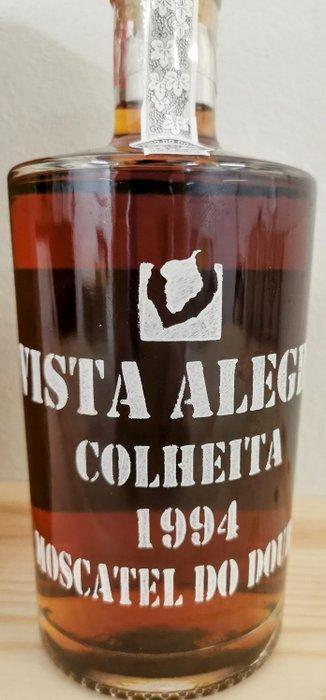 VISTA ALEG
COLHEITA
1994
MOSCATEL DO DOU